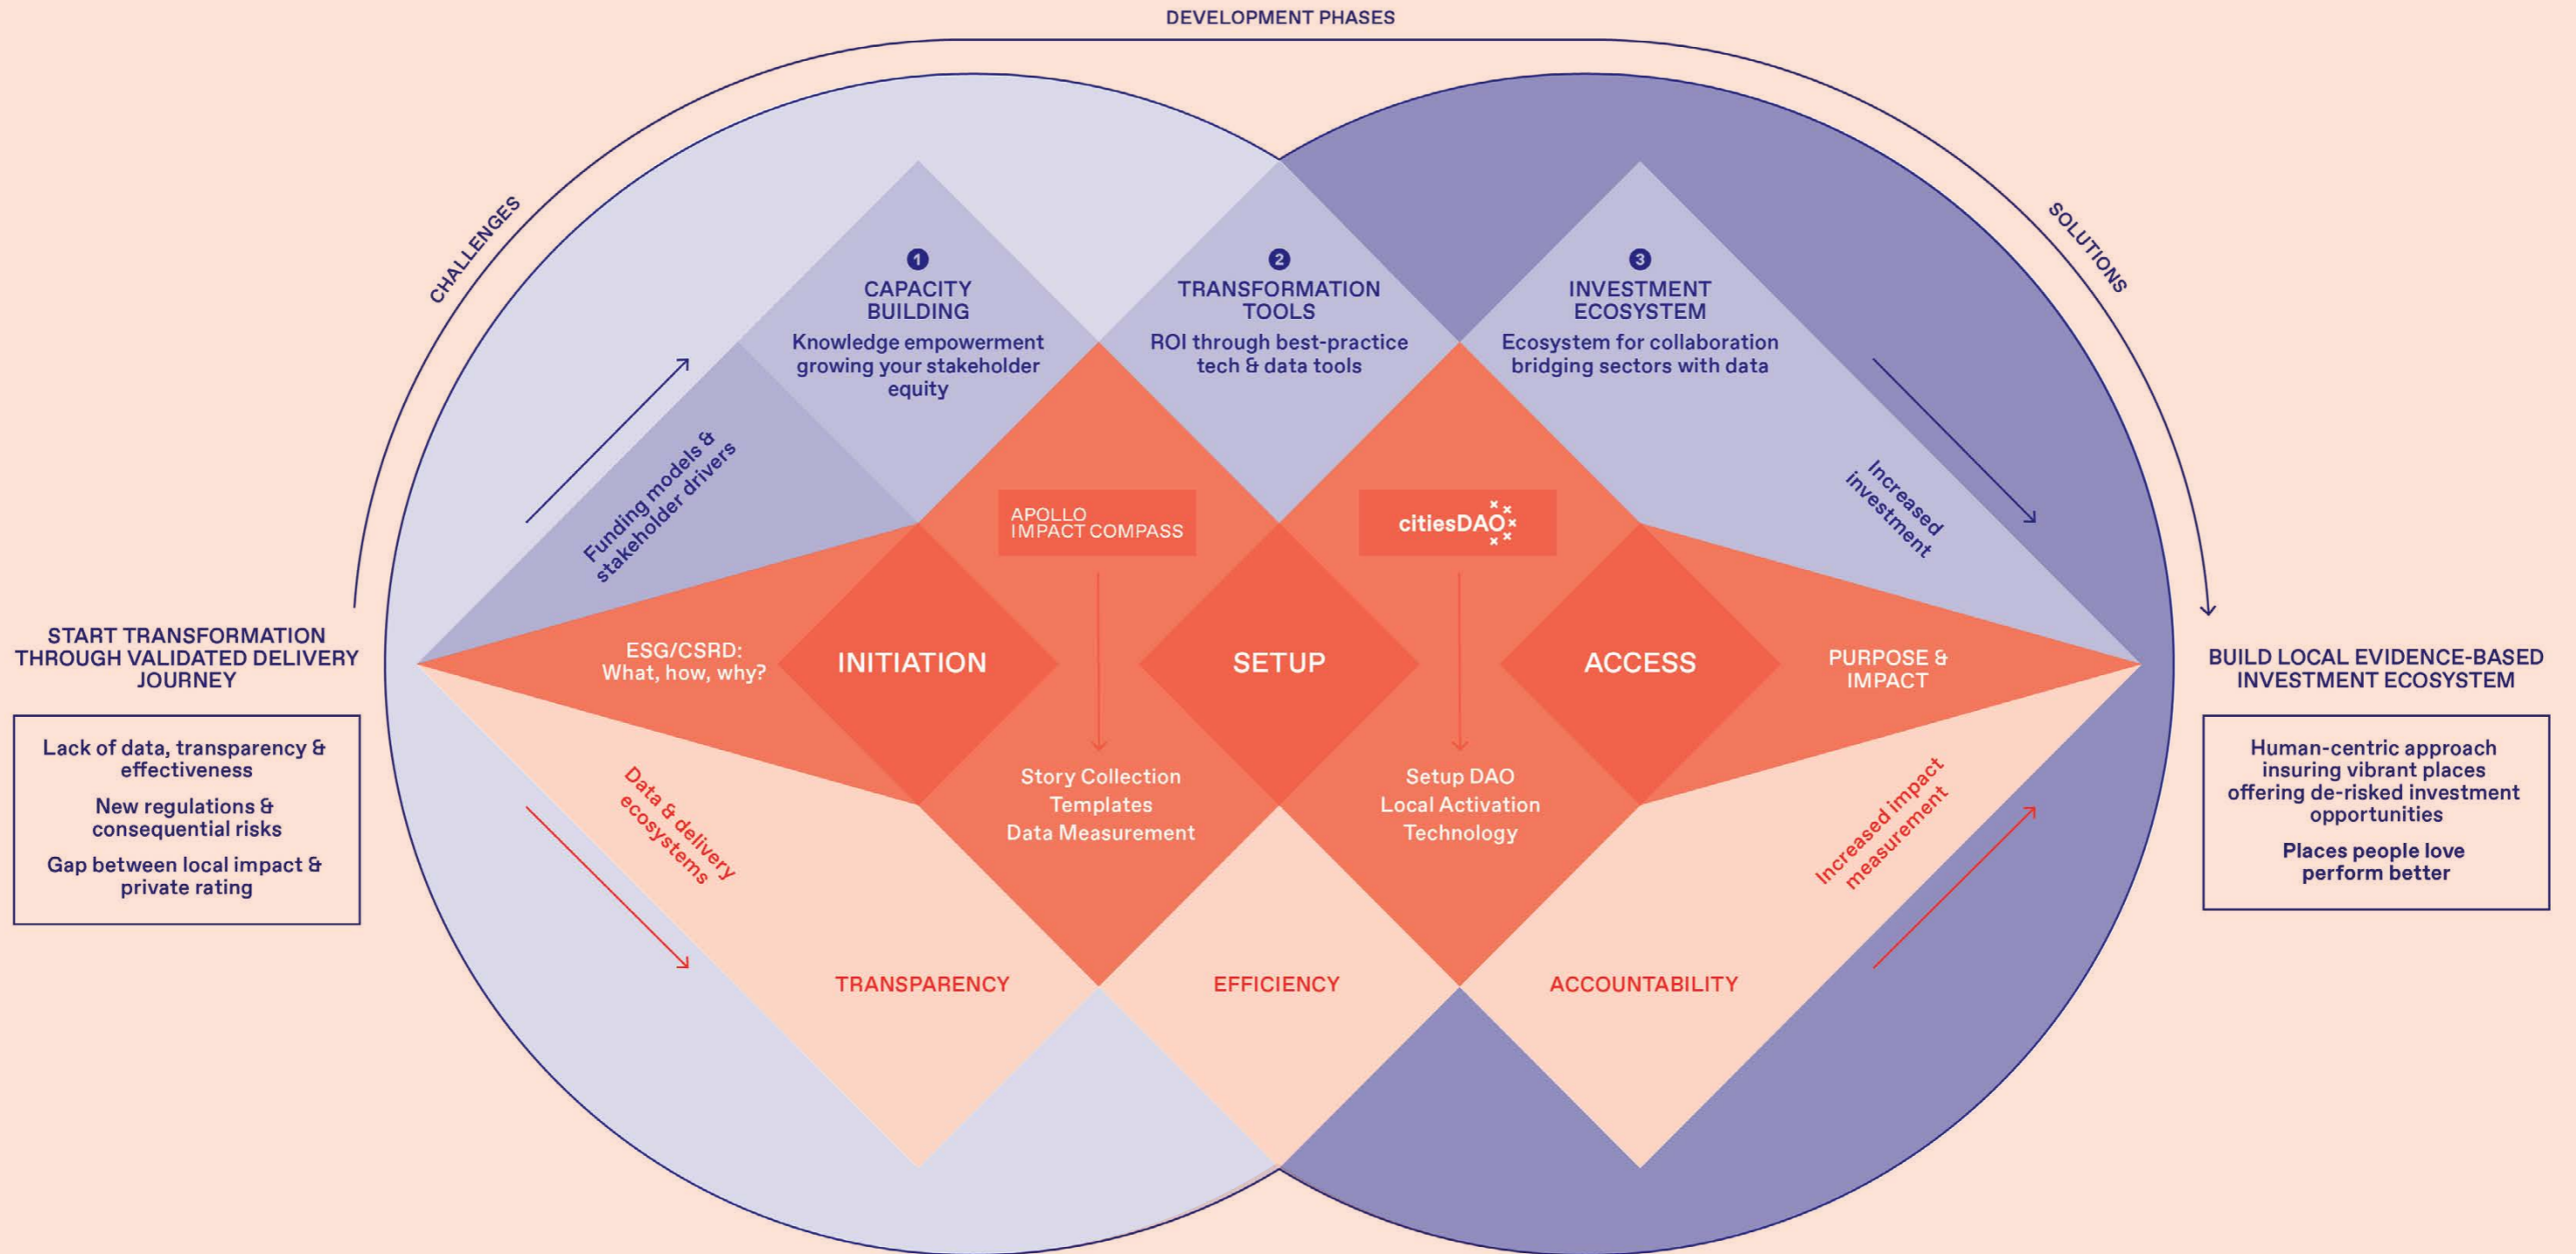 DEVELOPMENT PHASES
CHALLENGES
SOLUTIONS
START TRANSFORMATION
THROUGH VALIDATED DELIVERY
JOURNEY
Lack of data, transparency &
effectiveness
New regulations &
consequential risks
Gap between local impact &
private rating
Funding models &
stakeholder drivers
ESG/CSRD:
What, how, why?
Data & delivery
ecosystems
1
CAPACITY
BUILDING
Knowledge empowerment
growing your stakeholder
equity
2
TRANSFORMATION
TOOLS
ROI through best-practice
tech & data tools
3
INVESTMENT
ECOSYSTEM
Ecosystem for collaboration
bridging sectors with data
INITIATION
APOLLO
IMPACT COMPASS
Story Collection
Templates
Data Measurement
SETUP
citiesDAO
Setup DAO
Local Activation
Technology
ACCESS
PURPOSE &
IMPACT
Increased
investment
Increased impact
measurement
TRANSPARENCY
EFFICIENCY
ACCOUNTABILITY
BUILD LOCAL EVIDENCE-BASED
INVESTMENT ECOSYSTEM
Human-centric approach
insuring vibrant places
offering de-risked investment
opportunities
Places people love
perform better